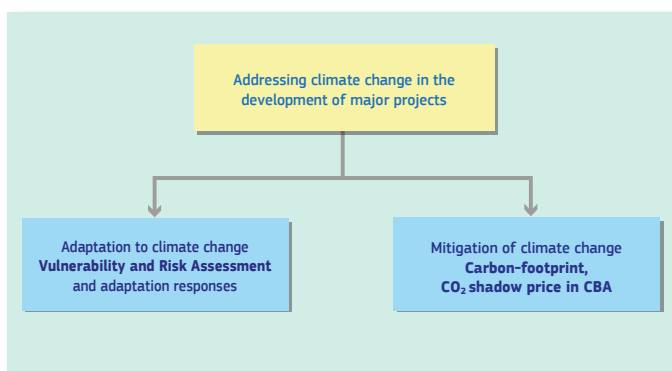 Addressing climate change in the
development of major projects
Adaptation to climate change
Vulnerability and Risk Assessment
and adaptation responses
Mitigation of climate change
Carbon-footprint,
CO₂ shadow price in CBA